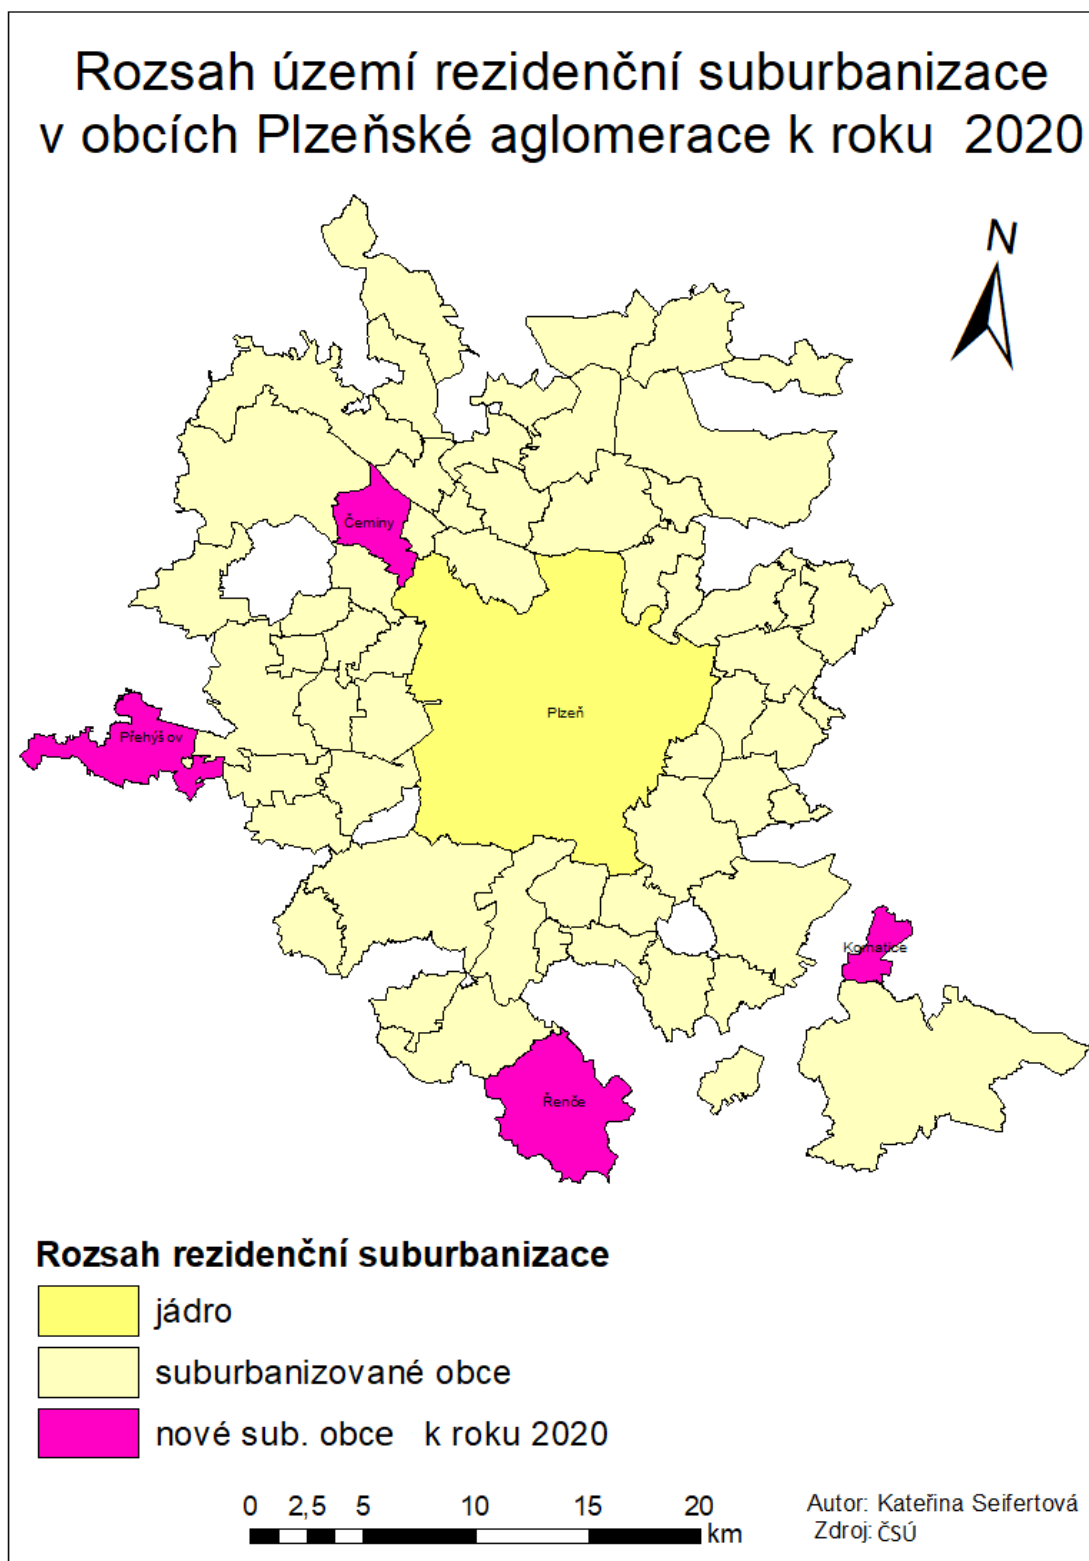 Rozsah území rezidenční suburbanizace
v obcích Plzeňské aglomerace k roku 2020
N
Čeminy
Plzeň
Přehýšov
Kornatice
Řenče
Rozsah rezidenční suburbanizace
jádro
suburbanizované obce
nové sub. obce k roku 2020
0 2,5 5 10 15 20
km
Autor: Kateřina Seifertová
Zdroj: ČSÚ